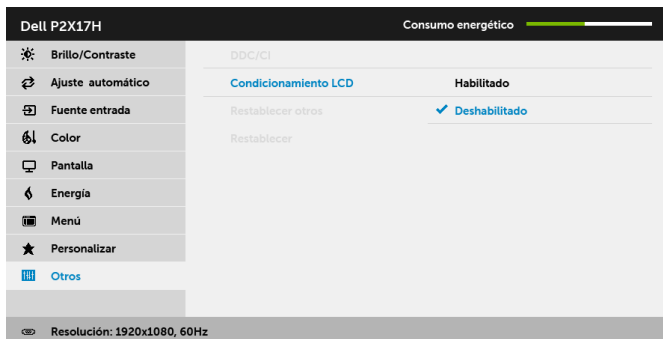 Dell P2X17H
Consumo energético
Brillo/Contraste
DDC/CI
Ajuste automático
Condicionamiento LCD
Habilitado
Fuente entrada
Restablecer otros
Deshabilitado
Color
Restablecer
Pantalla
Energía
Menú
Personalizar
Otros
Resolución: 1920x1080, 60Hz